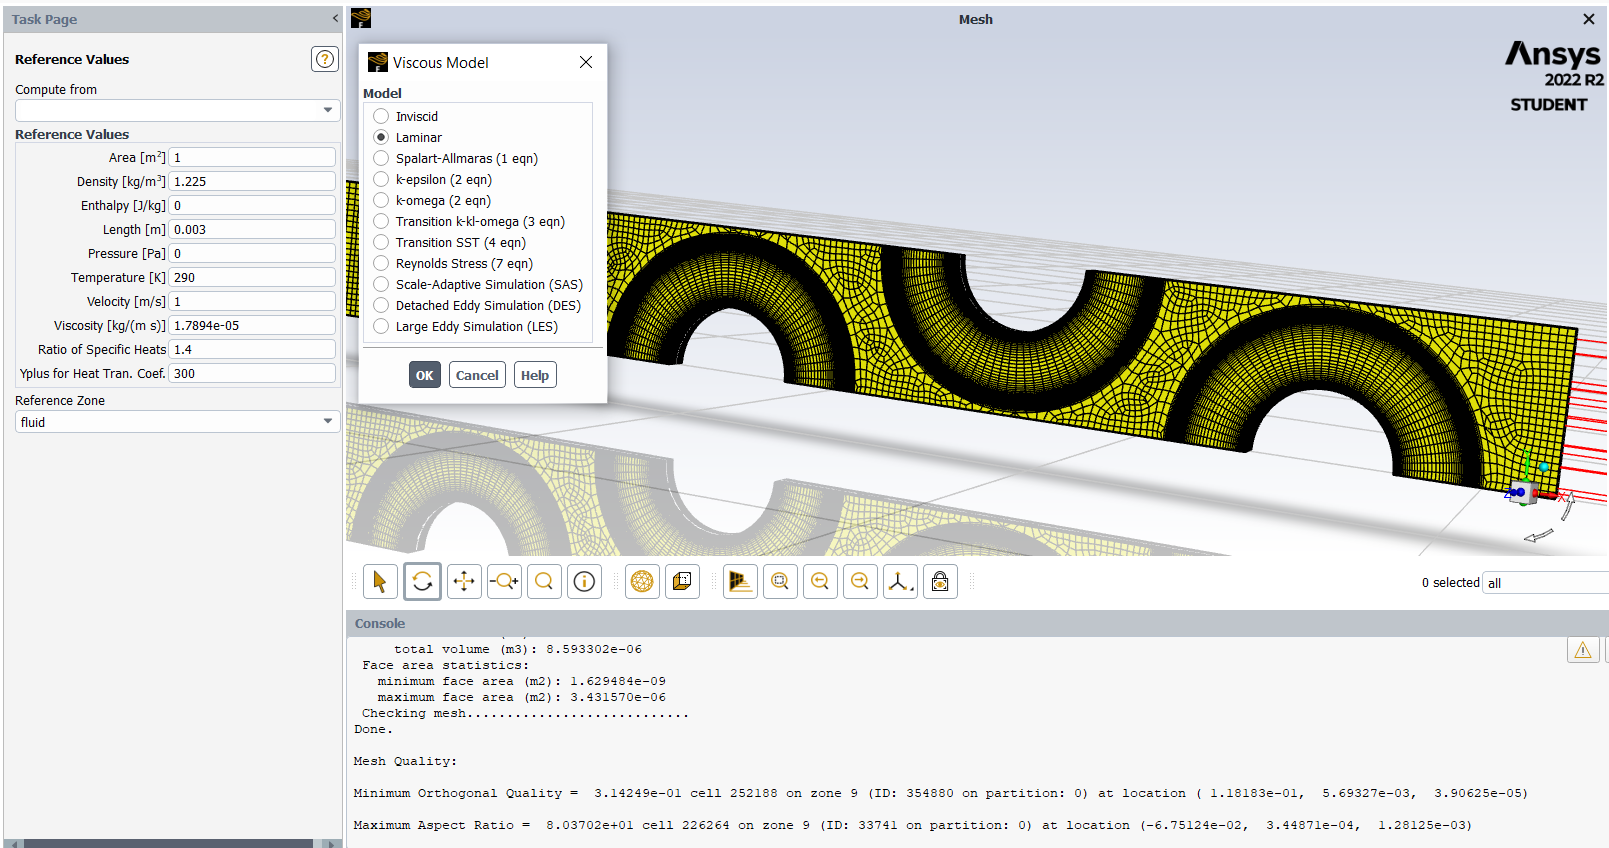 Task Page
Reference Values
Compute from
Reference Values
Area [m²] 1
Density [kg/m³] 1.225
Enthalpy [J/kg] 0
Length [m] 0.003
Pressure [Pa] 0
Temperature [K] 290
Velocity [m/s] 1
Viscosity [kg/(m s)] 1.7894e-05
Ratio of Specific Heats 1.4
Yplus for Heat Tran. Coef. 300
Reference Zone
fluid
Mesh
Ansys
2022 R2
STUDENT
Viscous Model
Model
Inviscid
Laminar
Spalart-Allmaras (1 eqn)
k-epsilon (2 eqn)
k-omega (2 eqn)
Transition k-kl-omega (3 eqn)
Transition SST (4 eqn)
Reynolds Stress (7 eqn)
Scale-Adaptive Simulation (SAS)
Detached Eddy Simulation (DES)
Large Eddy Simulation (LES)
OK Cancel Help
Z X
0 selected all
Console
total volume (m3): 8.593302e-06
Face area statistics:
minimum face area (m2): 1.629484e-09
maximum face area (m2): 3.431570e-06
Checking mesh............................
Done.
Mesh Quality:
Minimum Orthogonal Quality =  3.14249e-01 cell 252188 on zone 9 (ID: 354880 on partition: 0) at location ( 1.18183e-01,  5.69327e-03,  3.90625e-05)
Maximum Aspect Ratio =  8.03702e+01 cell 226264 on zone 9 (ID: 33741 on partition: 0) at location (-6.75124e-02,  3.44871e-04,  1.28125e-03)